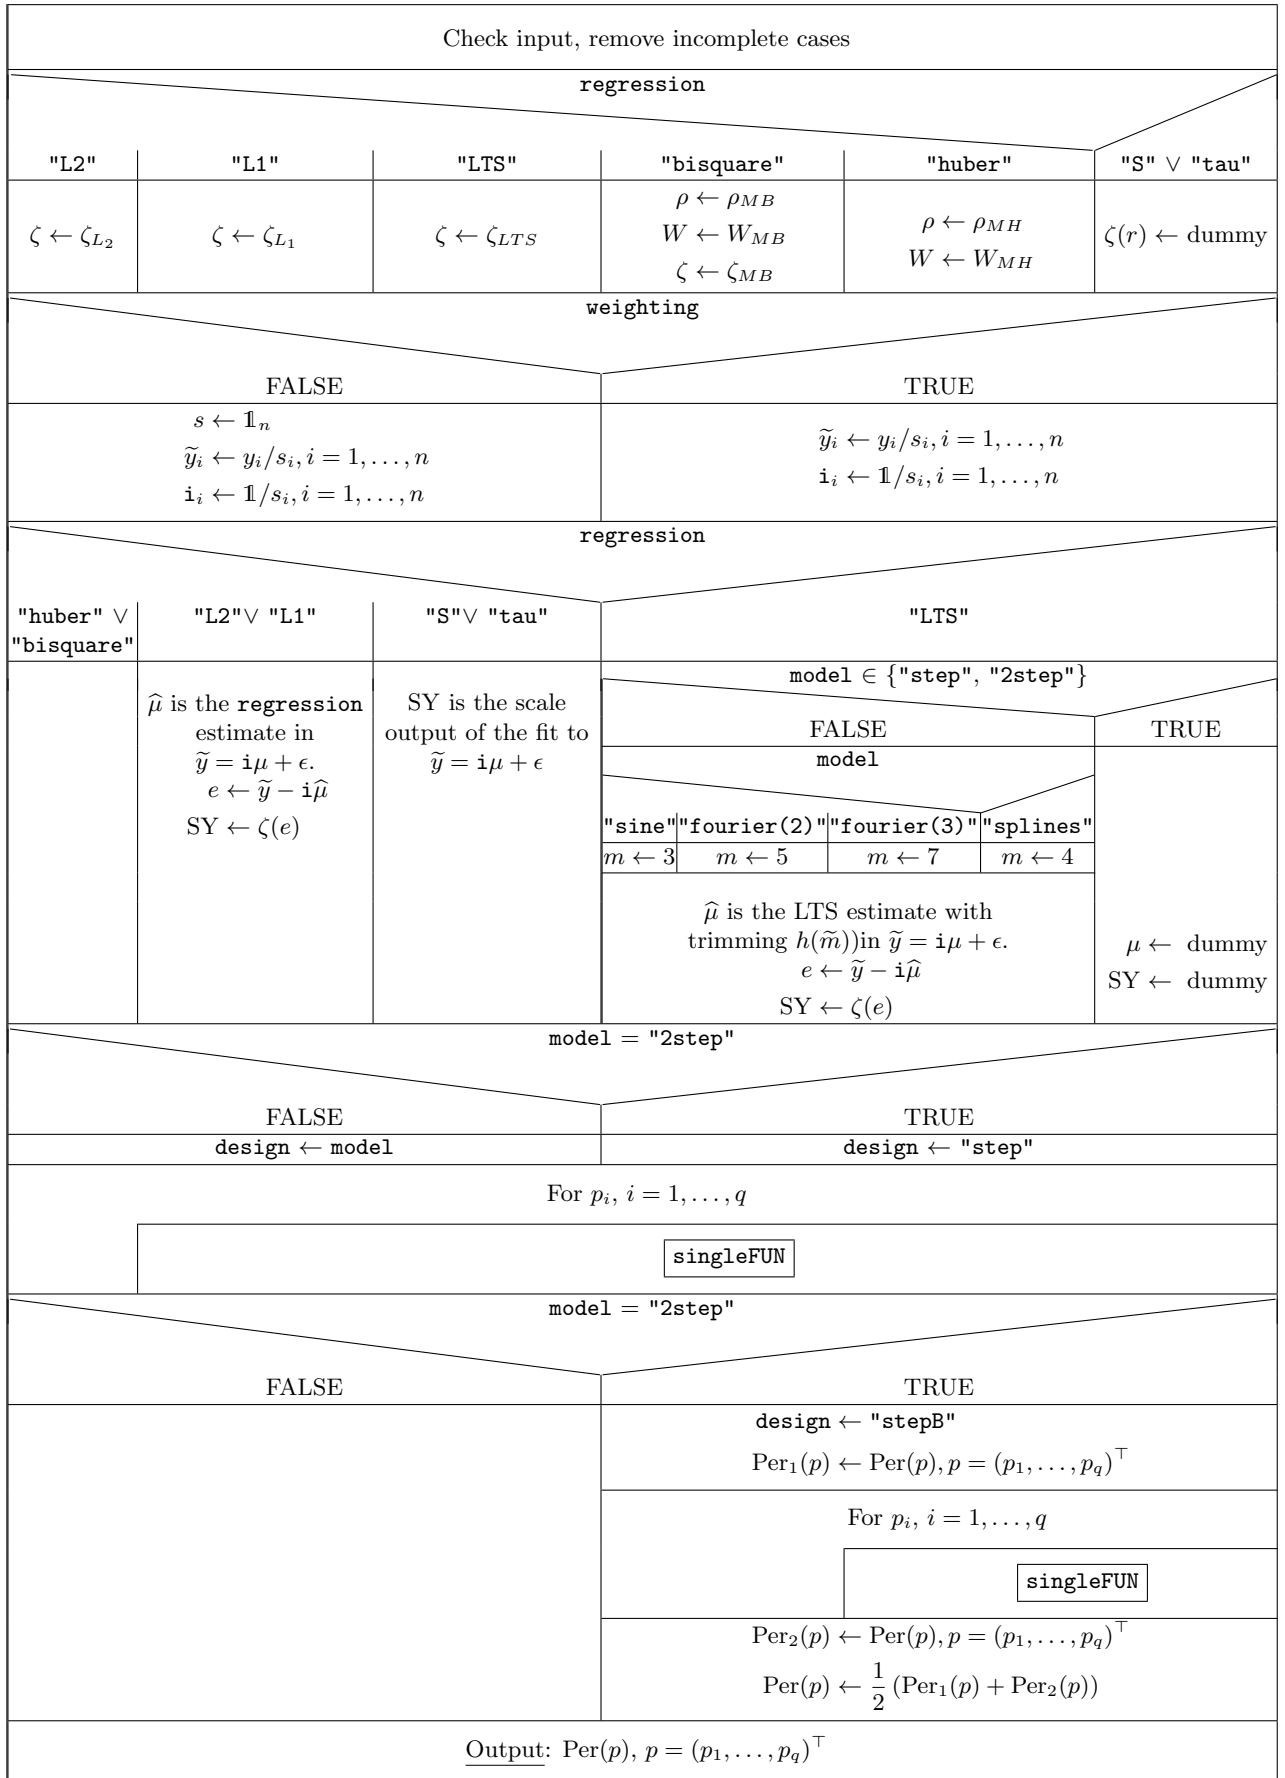 Check input, remove incomplete cases
regression
"L2" "L1" "LTS" "bisquare" "huber" "S" ∨ "tau"
ζ ← ζ_{L_2}
ζ ← ζ_{L_1}
ζ ← ζ_{LTS}
ρ ← ρ_{MB}
W ← W_{MB}
ζ ← ζ_{MB}
ρ ← ρ_{MH}
W ← W_{MH}
ζ(r) ← dummy
weighting
FALSE TRUE
s ← 𝟙_n
ỹ_i ← y_i/s_i, i = 1, . . . , n
i_i ← 𝟙/s_i, i = 1, . . . , n
ỹ_i ← y_i/s_i, i = 1, . . . , n
i_i ← 𝟙/s_i, i = 1, . . . , n
regression
"huber" ∨
"bisquare"
"L2"∨ "L1"
"S"∨ "tau"
"LTS"
μ̂ is the regression
estimate in
ỹ = iμ + ϵ.
e ← ỹ − iμ̂
SY ← ζ(e)
SY is the scale
output of the fit to
ỹ = iμ + ϵ
model ∈ {"step", "2step"}
FALSE TRUE
model
"sine" "fourier(2)" "fourier(3)" "splines"
m ← 3 m ← 5 m ← 7 m ← 4
μ̂ is the LTS estimate with
trimming h(m̃))in ỹ = iμ + ϵ.
e ← ỹ − iμ̂
SY ← ζ(e)
μ ← dummy
SY ← dummy
model = "2step"
FALSE TRUE
design ← model design ← "step"
For p_i, i = 1, . . . , q
singleFUN
model = "2step"
FALSE TRUE
design ← "stepB"
Per_1(p) ← Per(p), p = (p_1, . . . , p_q)^⊤
For p_i, i = 1, . . . , q
singleFUN
Per_2(p) ← Per(p), p = (p_1, . . . , p_q)^⊤
Per(p) ← 1/2 (Per_1(p) + Per_2(p))
Output: Per(p), p = (p_1, . . . , p_q)^⊤